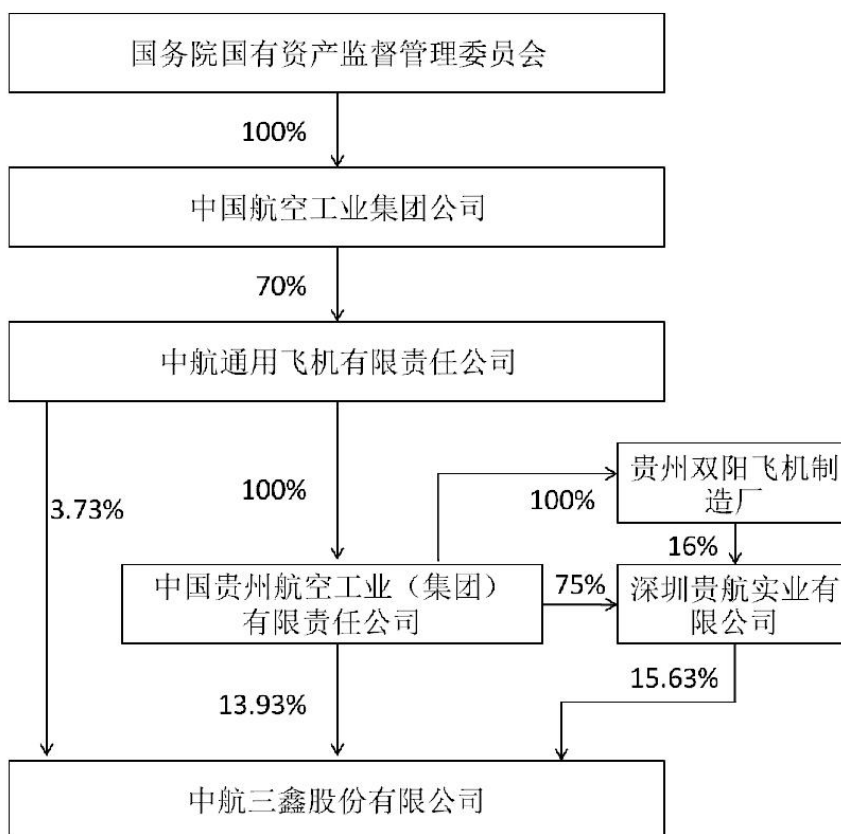 国务院国有资产监督管理委员会
100%
中国航空工业集团公司
70%
中航通用飞机有限责任公司
3.73%
100%
100%
贵州双阳飞机制
造厂
16%
中国贵州航空工业（集团）
有限责任公司
75%
深圳贵航实业有
限公司
13.93%
15.63%
中航三鑫股份有限公司